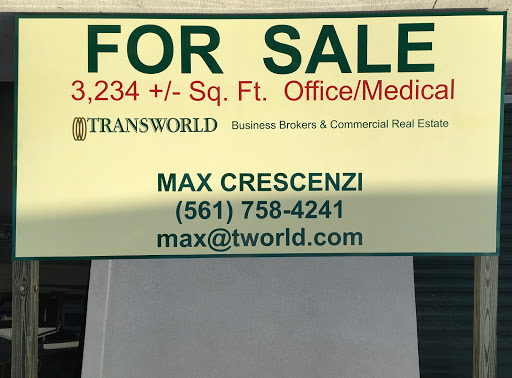 FOR SALE
3,234 +/- Sq. Ft. Office/Medical
TRANSWORLD Business Brokers & Commercial Real Estate
MAX CRESCENZI
(561) 758-4241
max@tworld.com